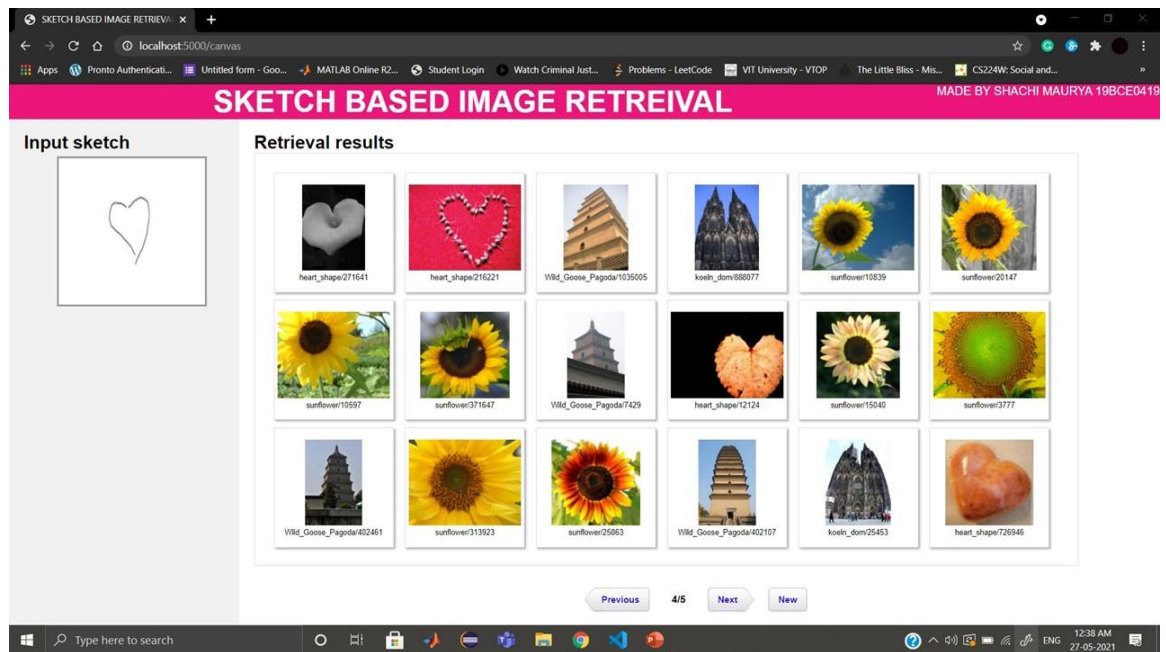 SKETCH BASED IMAGE RETRIEVA
localhost:5000/canvas
Apps Pronto Authenticati... Untitled form - Goo... MATLAB Online R2... Student Login Watch Criminal Just... Problems - LeetCode VIT University - VTOP The Little Bliss - Mis... CS224W: Social and... »
SKETCH BASED IMAGE RETREIVAL
MADE BY SHACHI MAURYA 19BCE0419
Input sketch
Retrieval results
heart_shape/271641 heart_shape/216221 Wild_Goose_Pagoda/1035005 koeln_dom/888077 sunflower/10839 sunflower/20147
sunflower/10597 sunflower/371647 Wild_Goose_Pagoda/7429 heart_shape/12124 sunflower/15040 sunflower/3777
Wild_Goose_Pagoda/402461 sunflower/313923 sunflower/25863 Wild_Goose_Pagoda/402107 koeln_dom/25453 heart_shape/726946
Previous 4/5 Next New
Type here to search
ENG
12:38 AM
27-05-2021